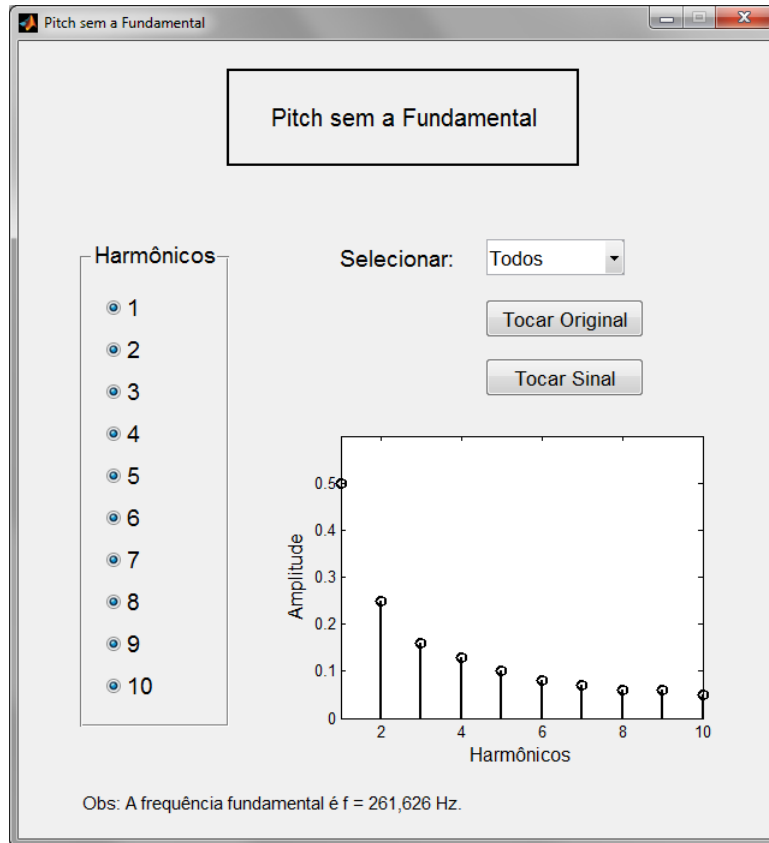 Pitch sem a Fundamental
Pitch sem a Fundamental
Harmônicos
1
2
3
4
5
6
7
8
9
10
Selecionar: Todos
Tocar Original
Tocar Sinal
Amplitude
0.5
0.4
0.3
0.2
0.1
0
2 4 6 8 10
Harmônicos
Obs: A frequência fundamental é f = 261,626 Hz.